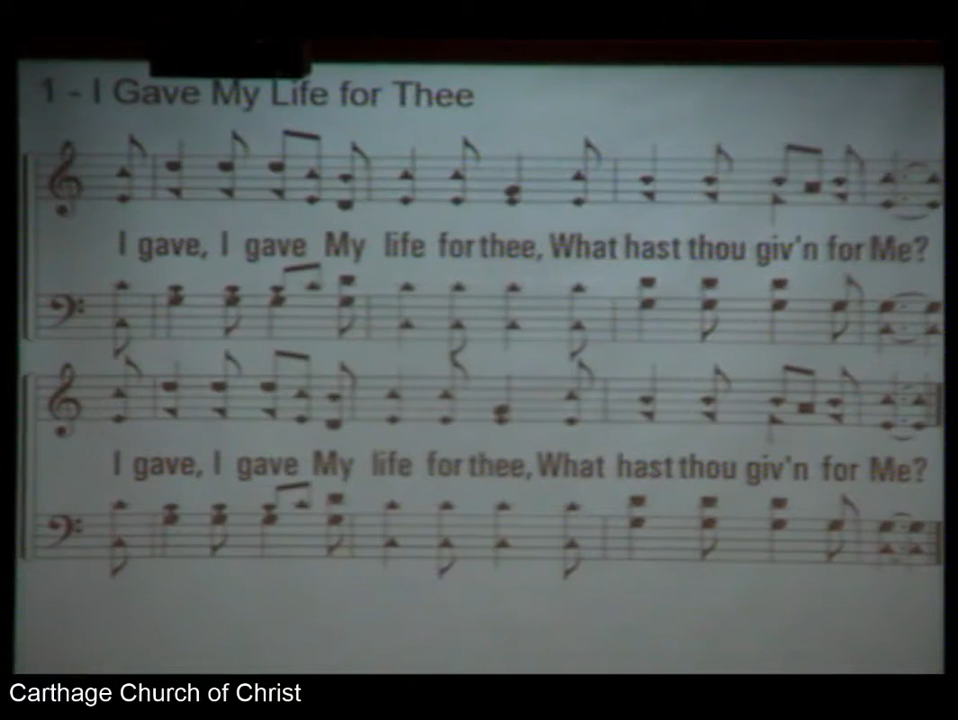 1 - I Gave My Life for Thee
I gave, I gave My life for thee, What hast thou giv'n for Me?
I gave, I gave My life for thee, What hast thou giv'n for Me?
Carthage Church of Christ